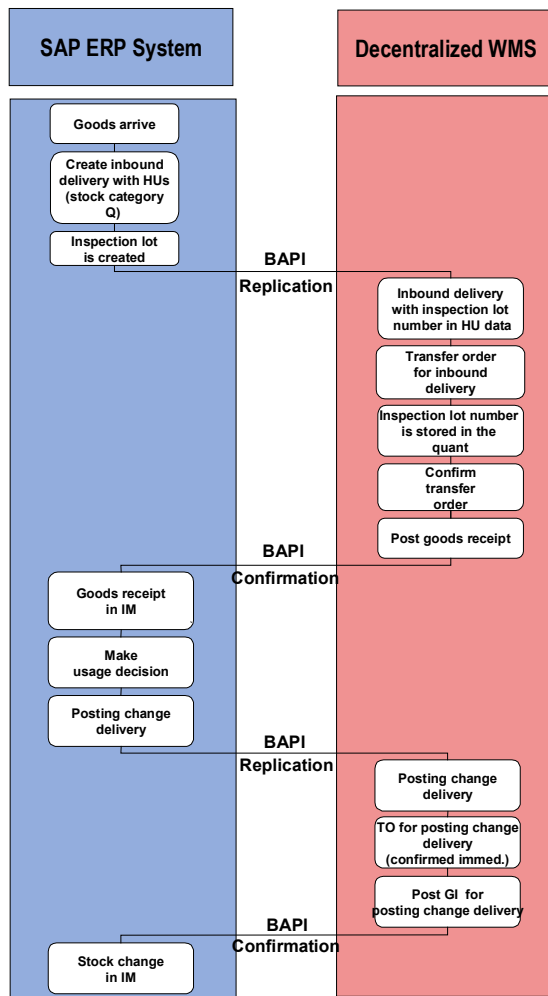 SAP ERP System
Decentralized WMS
Goods arrive
Create inbound
delivery with HUs
(stock category
Q)
Inspection lot
is created
BAPI
Replication
Inbound delivery
with inspection lot
number in HU data
Transfer order
for inbound
delivery
Inspection lot number
is stored in the
quant
Confirm
transfer
order
Post goods receipt
BAPI
Confirmation
Goods receipt
in IM
Make
usage decision
Posting change
delivery
BAPI
Replication
Posting change
delivery
TO for posting change
delivery
(confirmed immed.)
Post GI for
posting change delivery
BAPI
Confirmation
Stock change
in IM